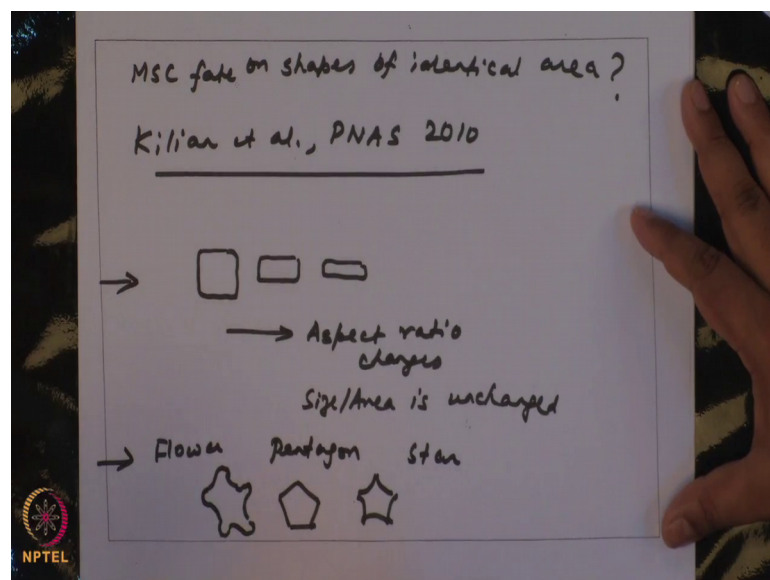 MSC fate on shapes of identical area?
Kilian et al., PNAS 2010
Aspect ratio
changes
Size/Area is unchanged
Flower Pentagon Star
NPTEL